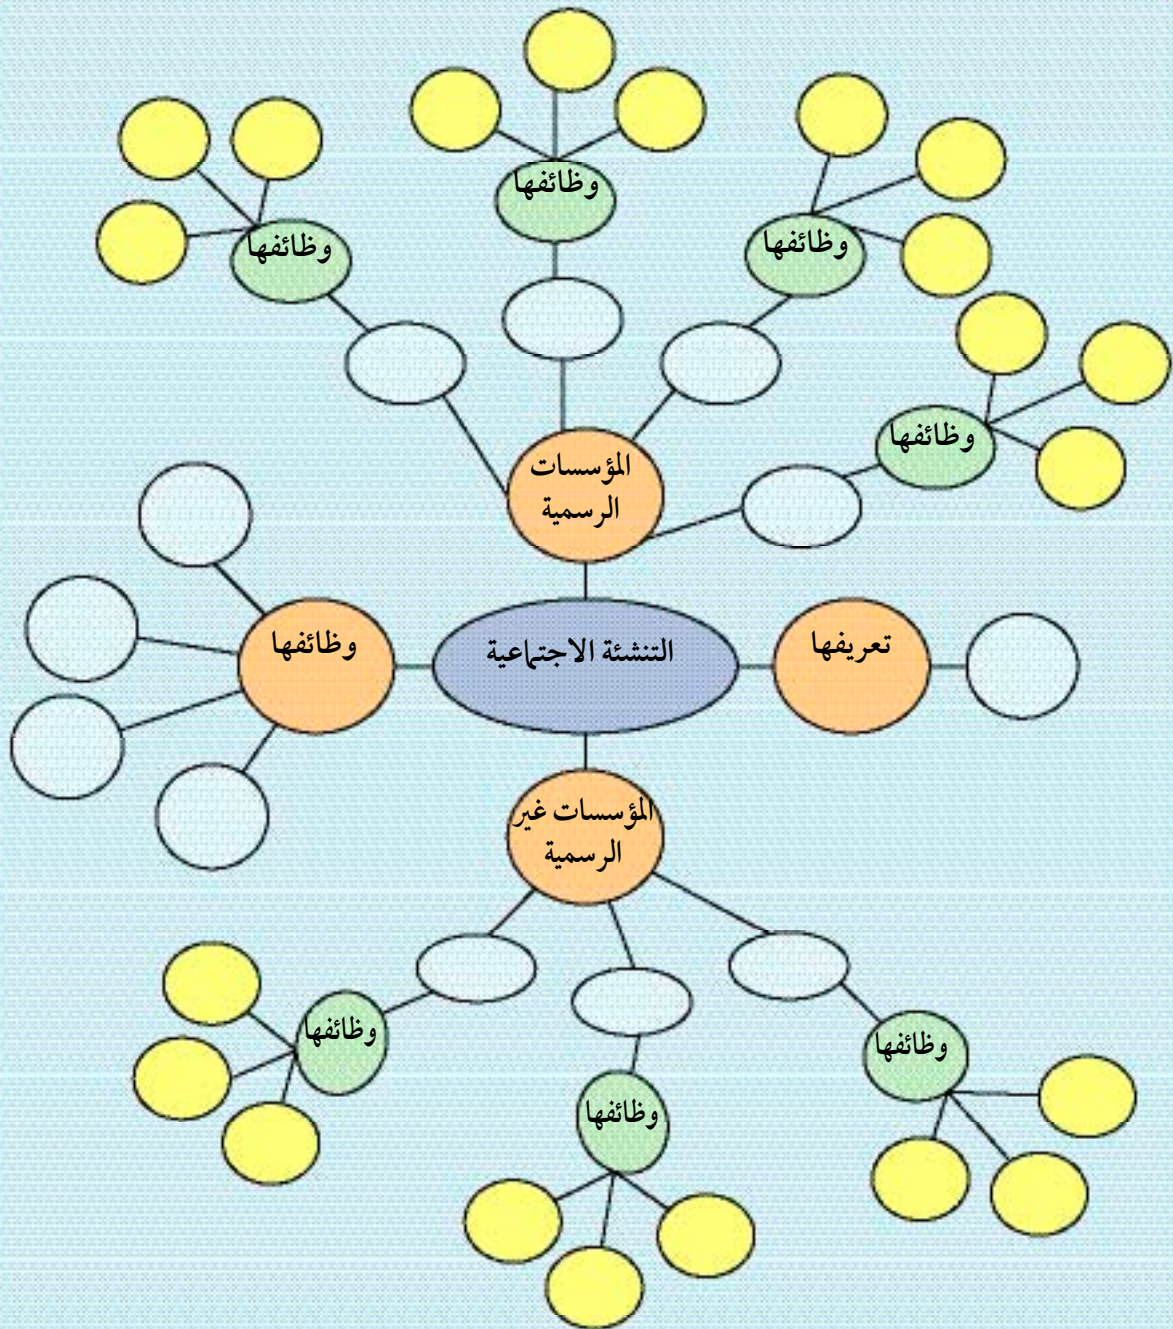 وظائفها
وظائفها
وظائفها
وظائفها
المؤسسات
الرسمية
تعريفها
التنشئة الاجتماعية
وظائفها
المؤسسات غير
الرسمية
وظائفها
وظائفها
وظائفها